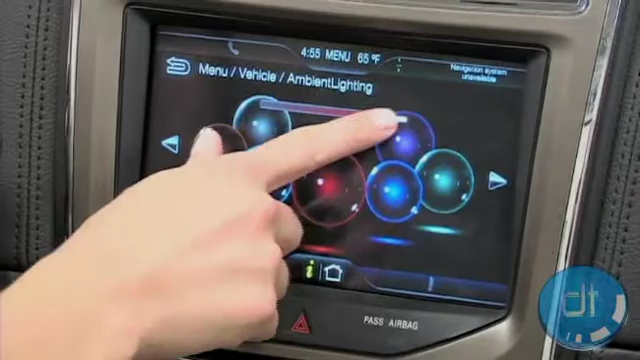 4:55 MENU 65°F
Navigation system
unavailable
Menu / Vehicle / AmbientLighting
i
PASS AIRBAG
dt